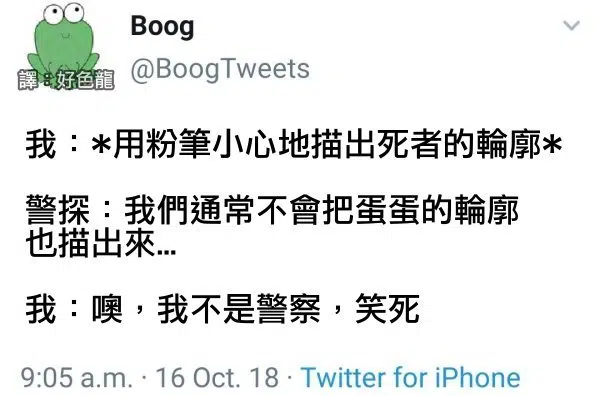 Boog
@BoogTweets
譯:好色龍
我：*用粉筆小心地描出死者的輪廓*
警探：我們通常不會把蛋蛋的輪廓
也描出來...
我：噢，我不是警察，笑死
9:05 a.m. · 16 Oct. 18 · Twitter for iPhone